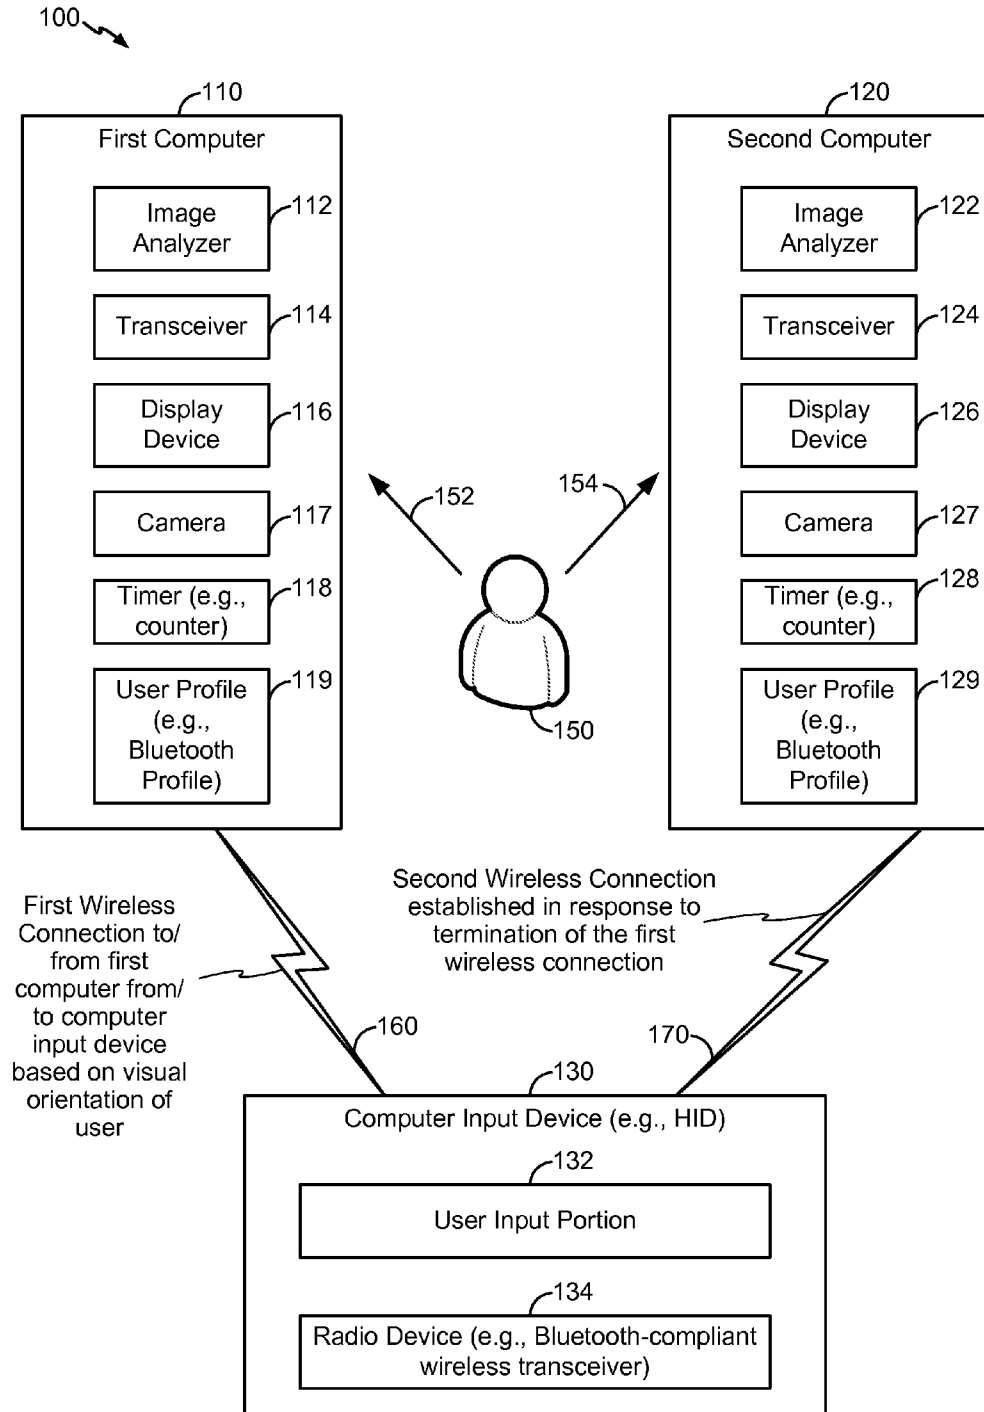 100
110
First Computer
Image
Analyzer
112
Transceiver
114
Display
Device
116
Camera
117
Timer (e.g.,
counter)
118
User Profile
(e.g.,
Bluetooth
Profile)
119
120
Second Computer
Image
Analyzer
122
Transceiver
124
Display
Device
126
Camera
127
Timer (e.g.,
counter)
128
User Profile
(e.g.,
Bluetooth
Profile)
129
152
154
150
First Wireless
Connection to/
from first
computer from/
to computer
input device
based on visual
orientation of
user
160
Second Wireless Connection
established in response to
termination of the first
wireless connection
170
130
Computer Input Device (e.g., HID)
132
User Input Portion
134
Radio Device (e.g., Bluetooth-compliant
wireless transceiver)